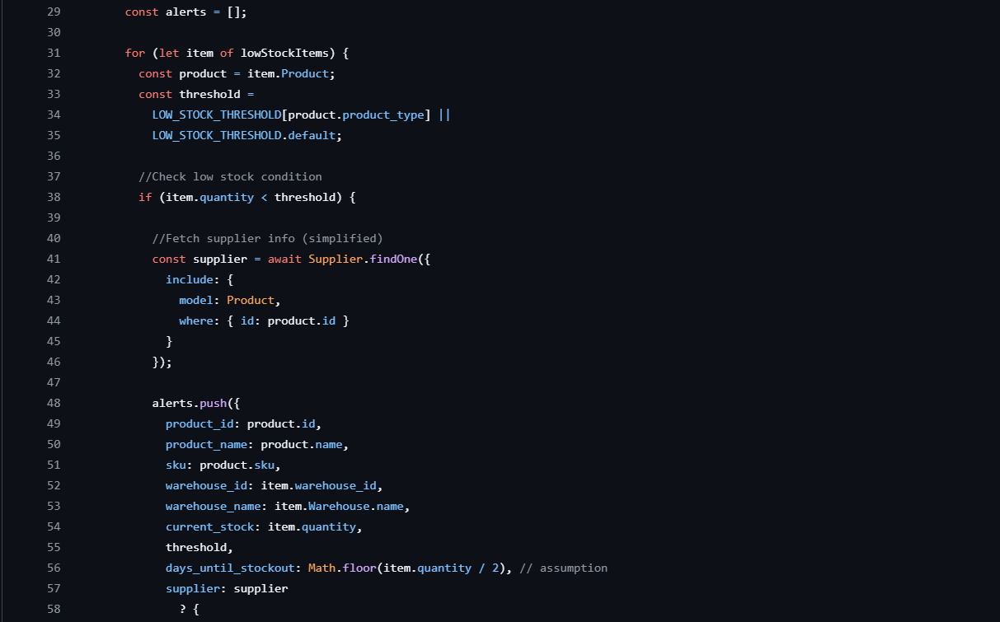 29 const alerts = [];
30
31 for (let item of lowStockItems) {
32 const product = item.Product;
33 const threshold =
34 LOW_STOCK_THRESHOLD[product.product_type] ||
35 LOW_STOCK_THRESHOLD.default;
36
37 //Check low stock condition
38 if (item.quantity < threshold) {
39
40 //Fetch supplier info (simplified)
41 const supplier = await Supplier.findOne({
42 include: {
43 model: Product,
44 where: { id: product.id }
45 }
46 });
47
48 alerts.push({
49 product_id: product.id,
50 product_name: product.name,
51 sku: product.sku,
52 warehouse_id: item.warehouse_id,
53 warehouse_name: item.Warehouse.name,
54 current_stock: item.quantity,
55 threshold,
56 days_until_stockout: Math.floor(item.quantity / 2), // assumption
57 supplier: supplier
58 ? {